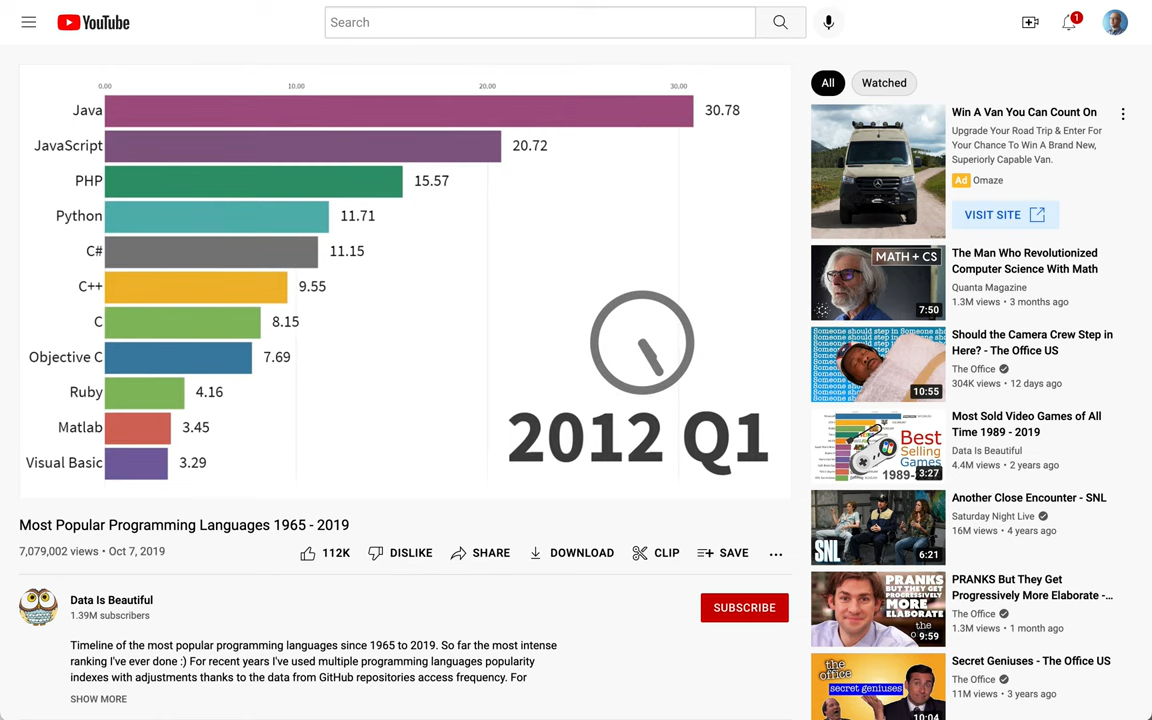 YouTube
Search
1
0.00 10.00 20.00 30.00
Java 30.78
JavaScript 20.72
PHP 15.57
Python 11.71
C# 11.15
C++ 9.55
C 8.15
Objective C 7.69
Ruby 4.16
Matlab 3.45
Visual Basic 3.29
2012 Q1
Most Popular Programming Languages 1965 - 2019
7,079,002 views • Oct 7, 2019
112K DISLIKE SHARE DOWNLOAD CLIP SAVE
Data Is Beautiful
1.39M subscribers
SUBSCRIBE
Timeline of the most popular programming languages since 1965 to 2019. So far the most intense
ranking I've ever done :) For recent years I've used multiple programming languages popularity
indexes with adjustments thanks to the data from GitHub repositories access frequency. For
SHOW MORE
All Watched
Win A Van You Can Count On
Upgrade Your Road Trip & Enter For
Your Chance To Win A Brand New,
Superiorly Capable Van.
Ad Omaze
VISIT SITE
MATH + CS
7:50
The Man Who Revolutionized
Computer Science With Math
Quanta Magazine
1.3M views • 3 months ago
Someone should step in
10:55
Should the Camera Crew Step in
Here? - The Office US
The Office
304K views • 12 days ago
Best
Selling
Games
1989-
3:27
Most Sold Video Games of All
Time 1989 - 2019
Data Is Beautiful
4.4M views • 2 years ago
SNL
6:21
Another Close Encounter - SNL
Saturday Night Live
16M views • 4 years ago
PRANKS
BUT THEY GET
PROGRESSIVELY
MORE
ELABORATE
the
9:59
PRANKS But They Get
Progressively More Elaborate -...
The Office
1.3M views • 1 month ago
the
office
secret geniuses
10:04
Secret Geniuses - The Office US
The Office
11M views • 3 years ago